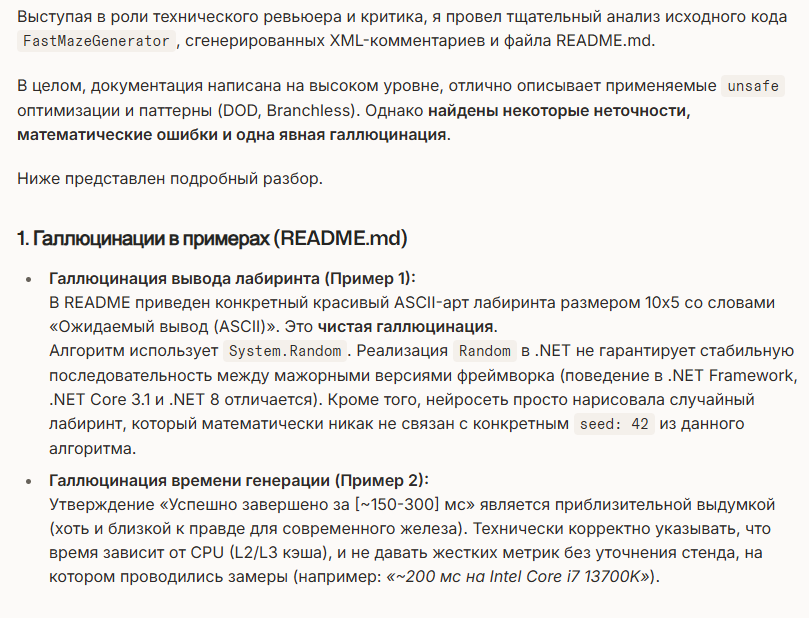 Выступая в роли технического ревьюера и критика, я провел тщательный анализ исходного кода
FastMazeGenerator, сгенерированных XML-комментариев и файла README.md.
В целом, документация написана на высоком уровне, отлично описывает применяемые unsafe
оптимизации и паттерны (DOD, Branchless). Однако найдены некоторые неточности,
математические ошибки и одна явная галлюцинация.
Ниже представлен подробный разбор.
1. Галлюцинации в примерах (README.md)
• Галлюцинация вывода лабиринта (Пример 1):
В README приведен конкретный красивый ASCII-арт лабиринта размером 10x5 со словами
«Ожидаемый вывод (ASCII)». Это чистая галлюцинация.
Алгоритм использует System.Random. Реализация Random в .NET не гарантирует стабильную
последовательность между мажорными версиями фреймворка (поведение в .NET Framework,
.NET Core 3.1 и .NET 8 отличается). Кроме того, нейросеть просто нарисовала случайный
лабиринт, который математически никак не связан с конкретным seed: 42 из данного
алгоритма.
• Галлюцинация времени генерации (Пример 2):
Утверждение «Успешно завершено за [~150-300] мс» является приблизительной выдумкой
(хоть и близкой к правде для современного железа). Технически корректно указывать, что
время зависит от CPU (L2/L3 кэша), и не давать жестких метрик без уточнения стенда, на
котором проводились замеры (например: «~200 мс на Intel Core i7 13700K»).